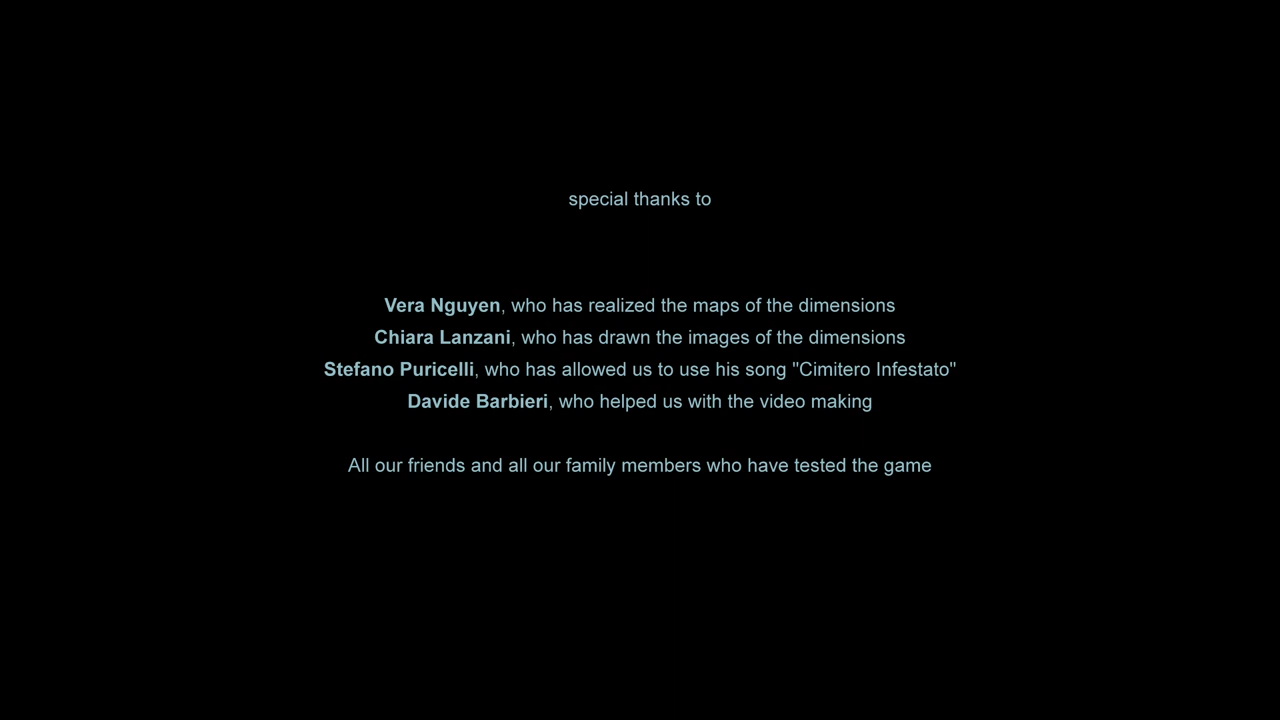 special thanks to
Vera Nguyen, who has realized the maps of the dimensions
Chiara Lanzani, who has drawn the images of the dimensions
Stefano Puricelli, who has allowed us to use his song "Cimitero Infestato"
Davide Barbieri, who helped us with the video making
All our friends and all our family members who have tested the game